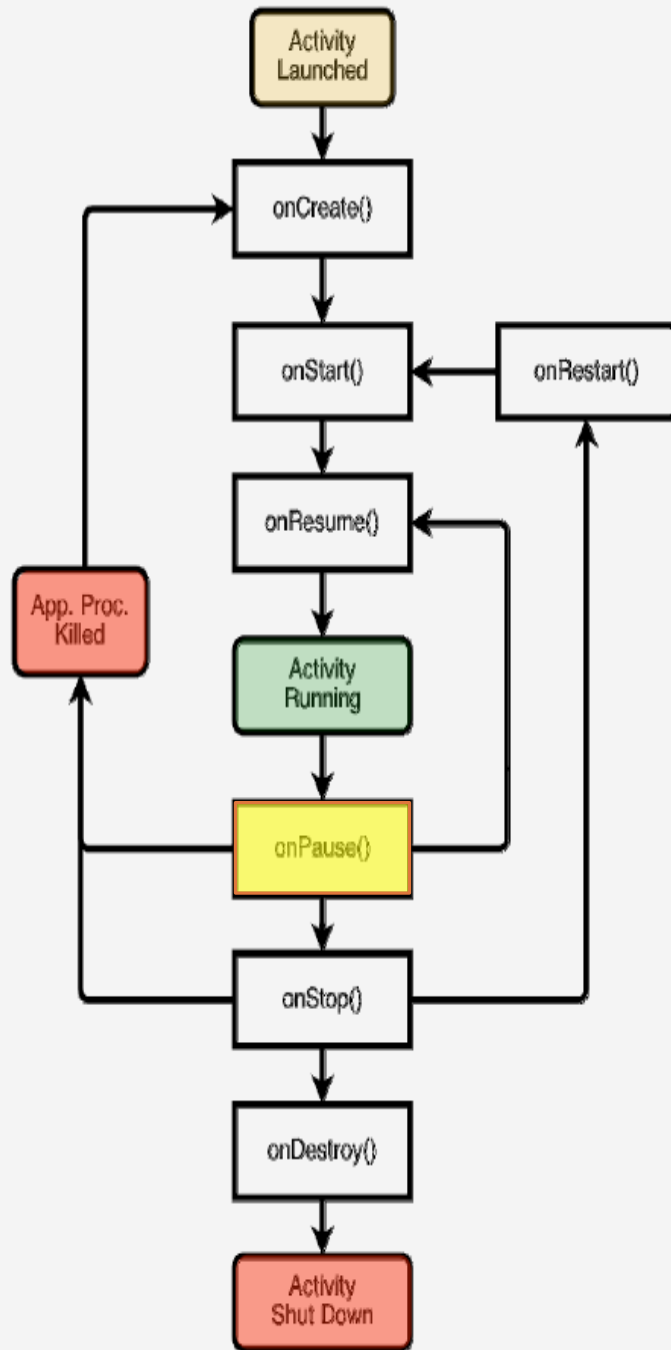 Activity
Launched
onCreate()
onStart()
onRestart()
onResume()
App. Proc.
Killed
Activity
Running
onPause()
onStop()
onDestroy()
Activity
Shut Down